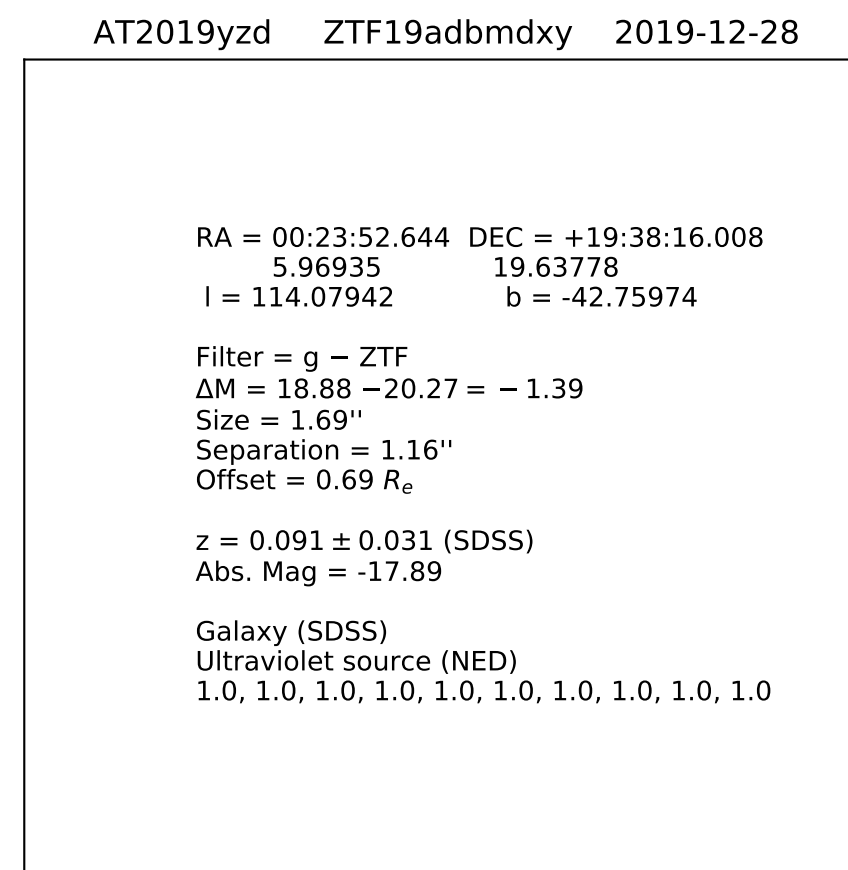 AT2019yzd ZTF19adbmdxy 2019-12-28
RA = 00:23:52.644 DEC = +19:38:16.008
5.96935 19.63778
l = 114.07942 b = -42.75974
Filter = g − ZTF
ΔM = 18.88 −20.27 = − 1.39
Size = 1.69''
Separation = 1.16''
Offset = 0.69 Re
z = 0.091 ± 0.031 (SDSS)
Abs. Mag = -17.89
Galaxy (SDSS)
Ultraviolet source (NED)
1.0, 1.0, 1.0, 1.0, 1.0, 1.0, 1.0, 1.0, 1.0, 1.0